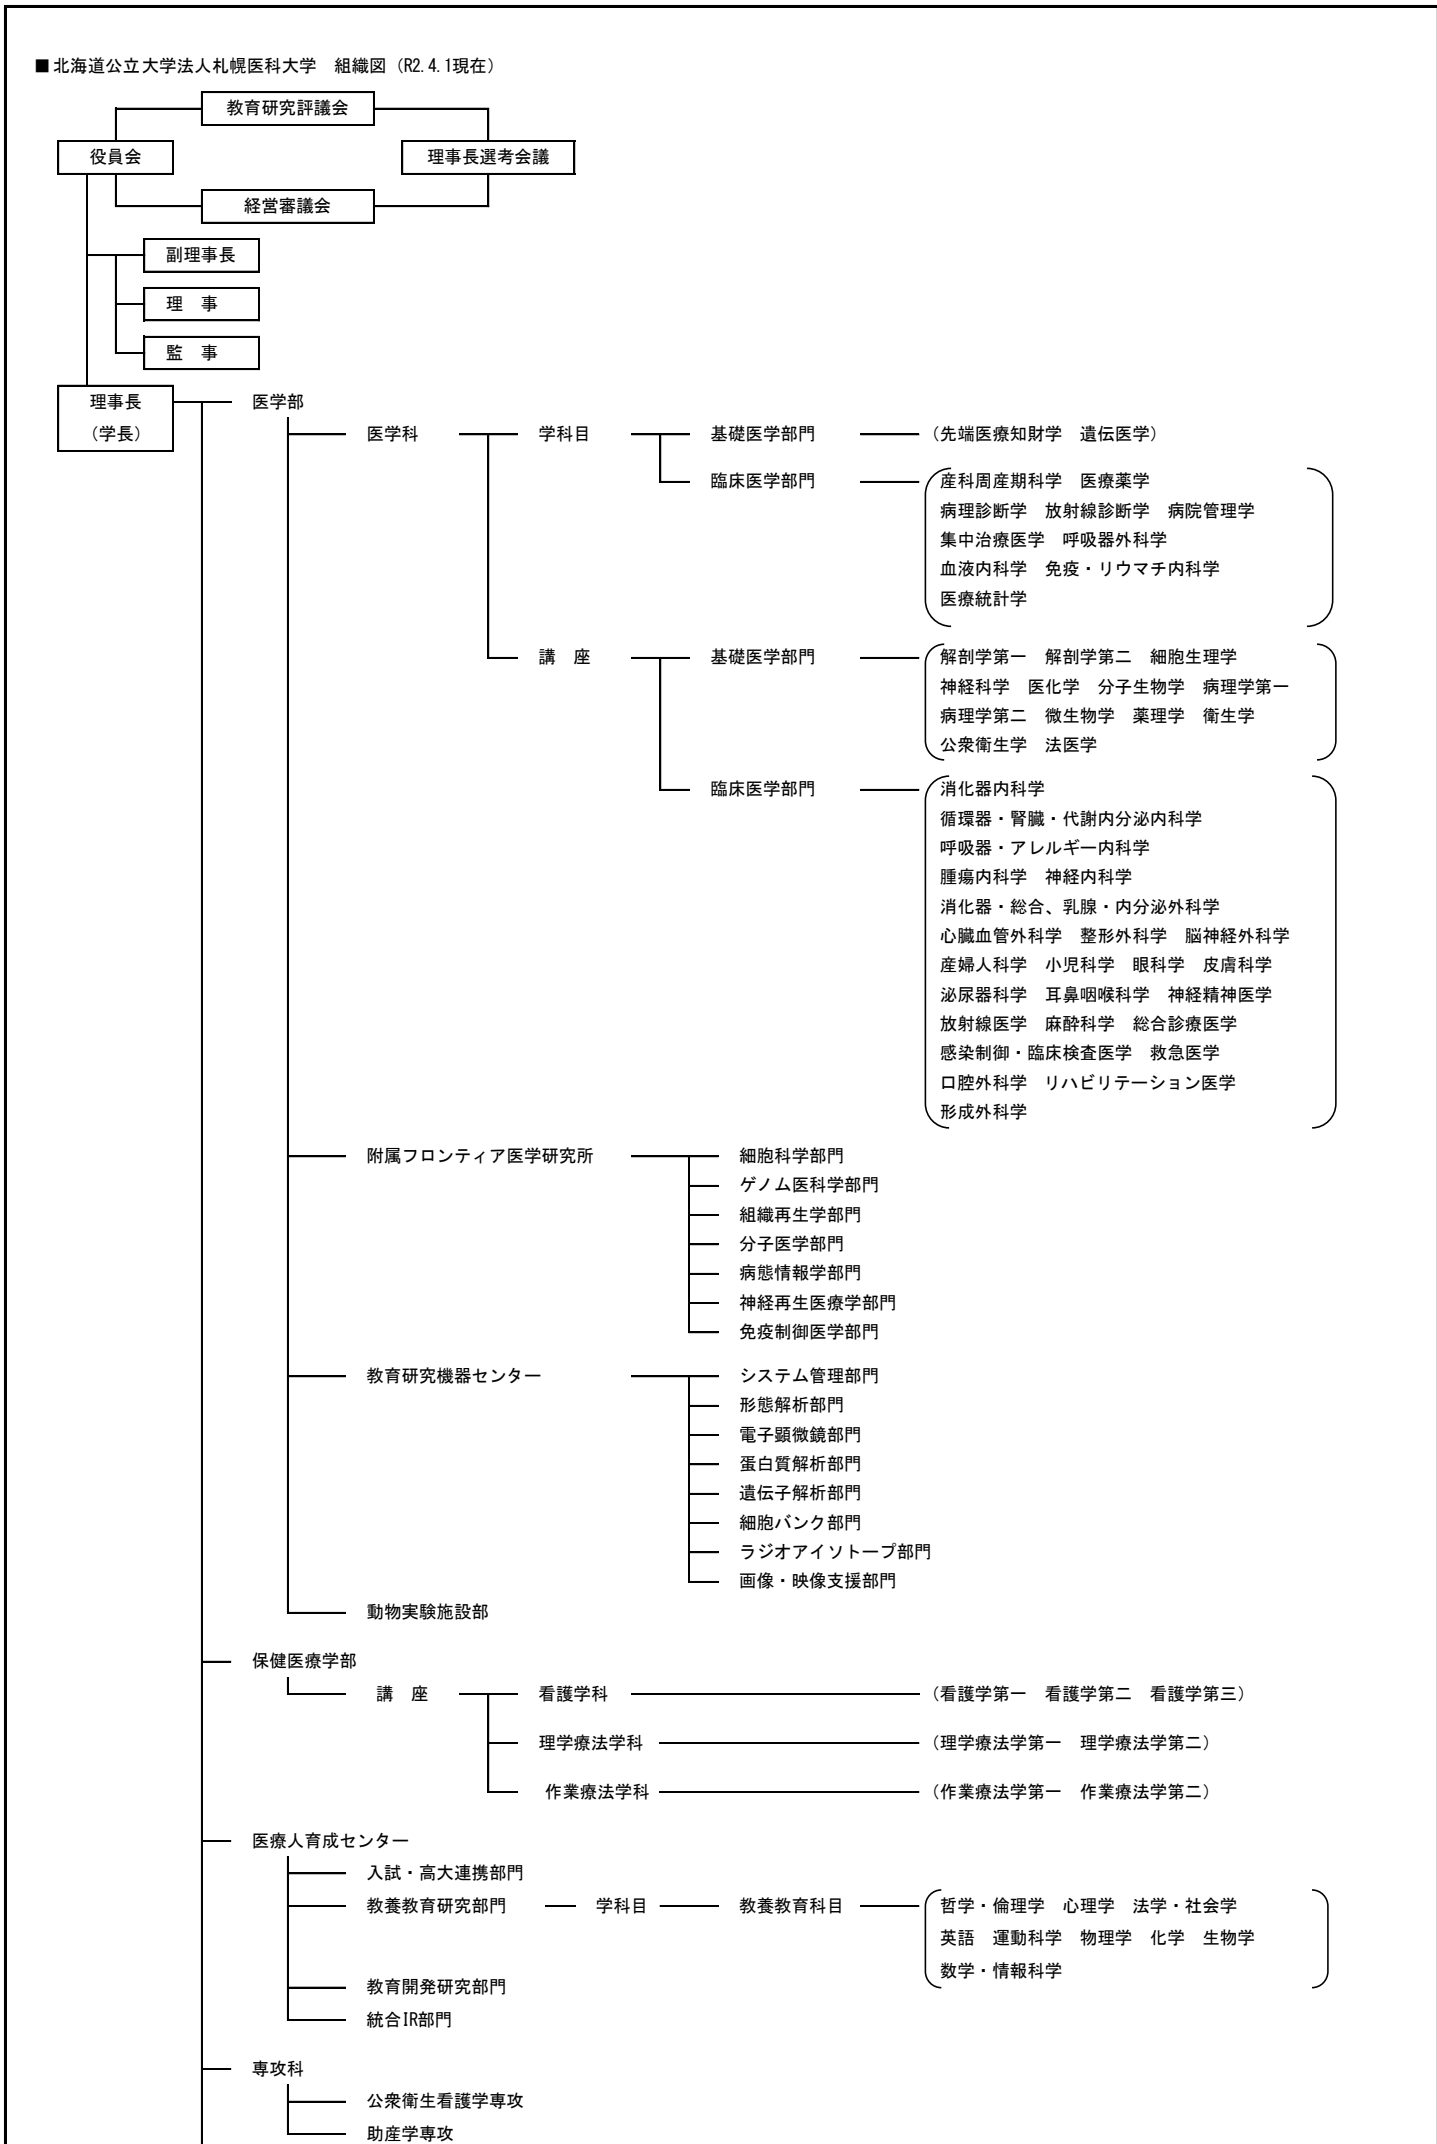 ■北海道公立大学法人札幌医科大学　組織図（R2.4.1現在）
教育研究評議会
役員会　理事長選考会議
経営審議会
副理事長
理　事
監　事
理事長　医学部
（学長）　医学科　学科目　基礎医学部門　（先端医療知財学　遺伝医学）
臨床医学部門　産科周産期科学　医療薬学
病理診断学　放射線診断学　病院管理学
集中治療医学　呼吸器外科学
血液内科学　免疫・リウマチ内科学
医療統計学
講　座　基礎医学部門　解剖学第一　解剖学第二　細胞生理学
神経科学　医化学　分子生物学　病理学第一
病理学第二　微生物学　薬理学　衛生学
公衆衛生学　法医学
臨床医学部門　消化器内科学
循環器・腎臓・代謝内分泌内科学
呼吸器・アレルギー内科学
腫瘍内科学　神経内科学
消化器・総合、乳腺・内分泌外科学
心臓血管外科学　整形外科学　脳神経外科学
産婦人科学　小児科学　眼科学　皮膚科学
泌尿器科学　耳鼻咽喉科学　神経精神医学
放射線医学　麻酔科学　総合診療医学
感染制御・臨床検査医学　救急医学
口腔外科学　リハビリテーション医学
形成外科学
附属フロンティア医学研究所　細胞科学部門
ゲノム医科学部門
組織再生学部門
分子医学部門
病態情報学部門
神経再生医療学部門
免疫制御医学部門
教育研究機器センター　システム管理部門
形態解析部門
電子顕微鏡部門
蛋白質解析部門
遺伝子解析部門
細胞バンク部門
ラジオアイソトープ部門
画像・映像支援部門
動物実験施設部
保健医療学部
講　座　看護学科　（看護学第一　看護学第二　看護学第三）
理学療法学科　（理学療法学第一　理学療法学第二）
作業療法学科　（作業療法学第一　作業療法学第二）
医療人育成センター
入試・高大連携部門
教養教育研究部門　学科目　教養教育科目　哲学・倫理学　心理学　法学・社会学
英語　運動科学　物理学　化学　生物学
数学・情報科学
教育開発研究部門
統合IR部門
専攻科
公衆衛生看護学専攻
助産学専攻